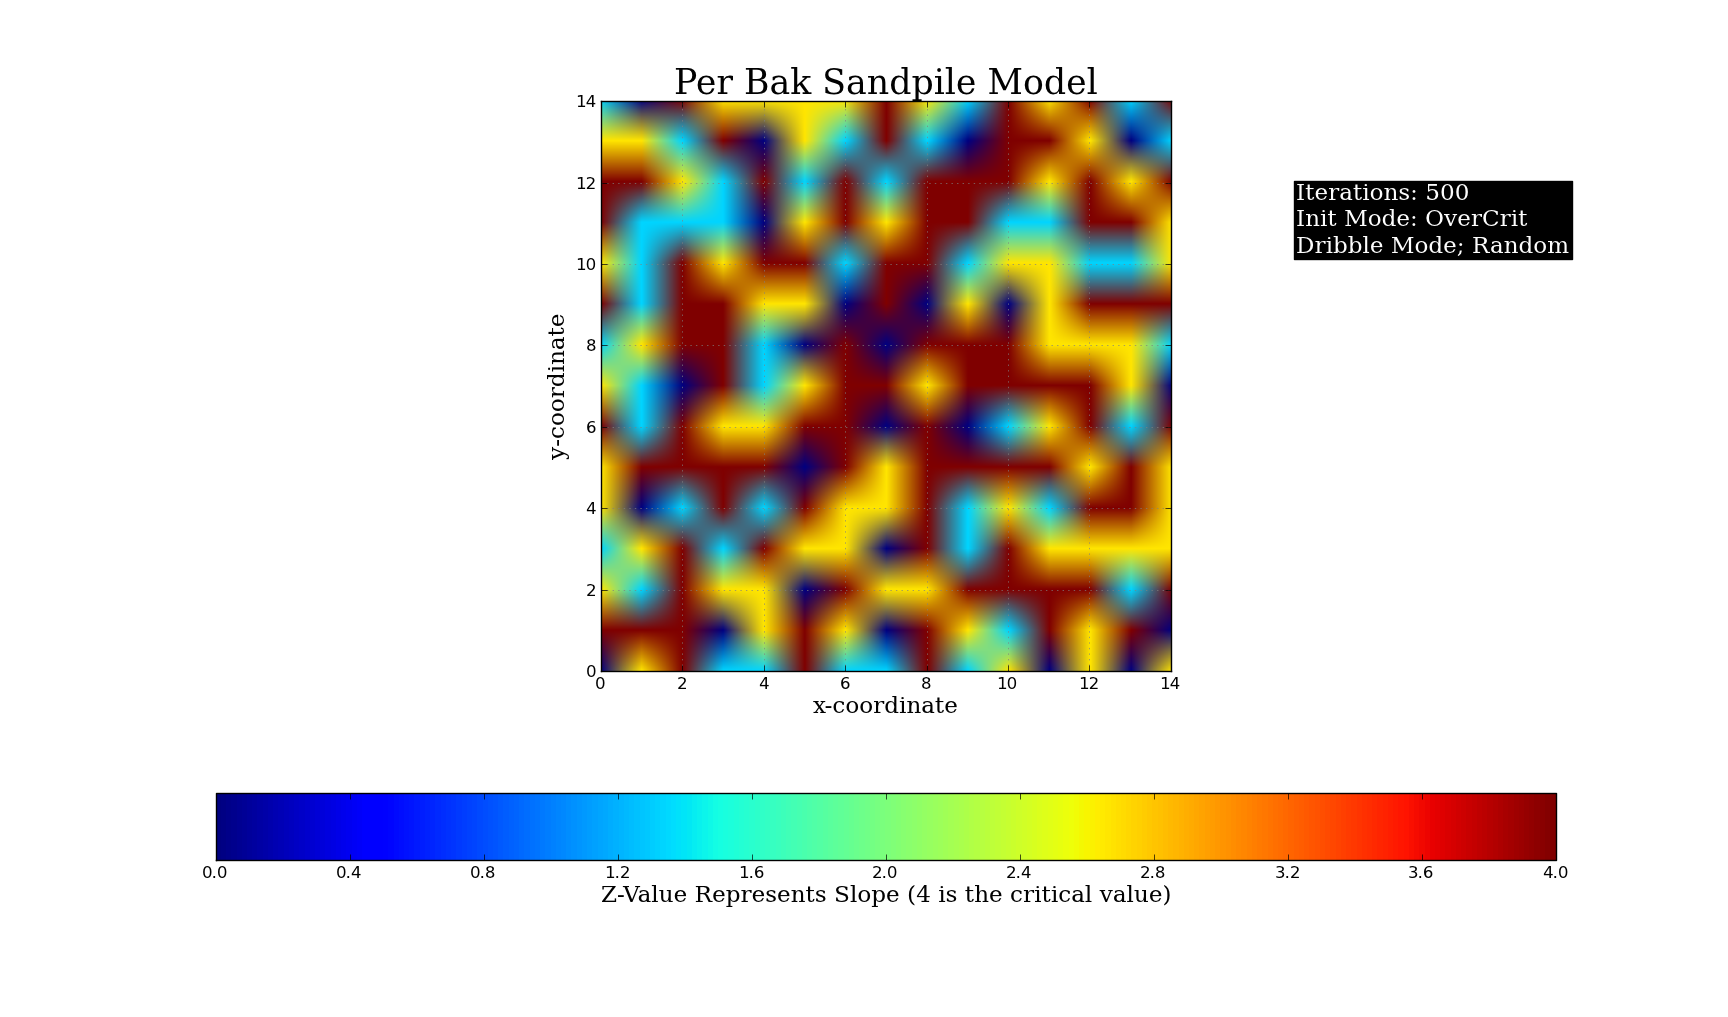 Per Bak Sandpile Model
14
12
10
8
6
4
2
0
y-coordinate
0 2 4 6 8 10 12 14
x-coordinate
Iterations: 500
Init Mode: OverCrit
Dribble Mode; Random
0.0 0.4 0.8 1.2 1.6 2.0 2.4 2.8 3.2 3.6 4.0
Z-Value Represents Slope (4 is the critical value)